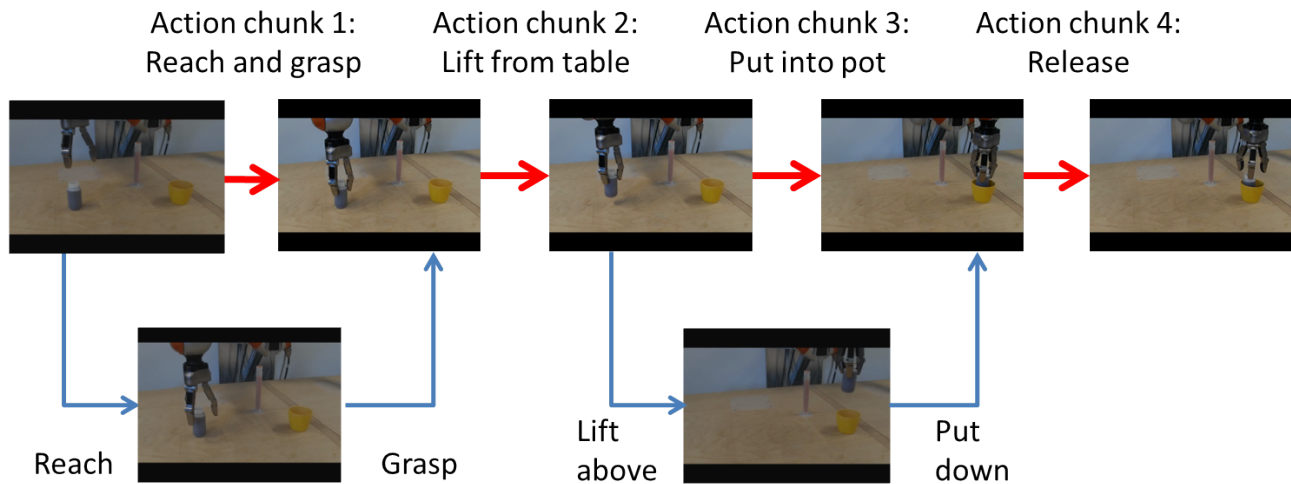 Action chunk 1:
Reach and grasp
Action chunk 2:
Lift from table
Action chunk 3:
Put into pot
Action chunk 4:
Release
Reach
Grasp
Lift
above
Put
down